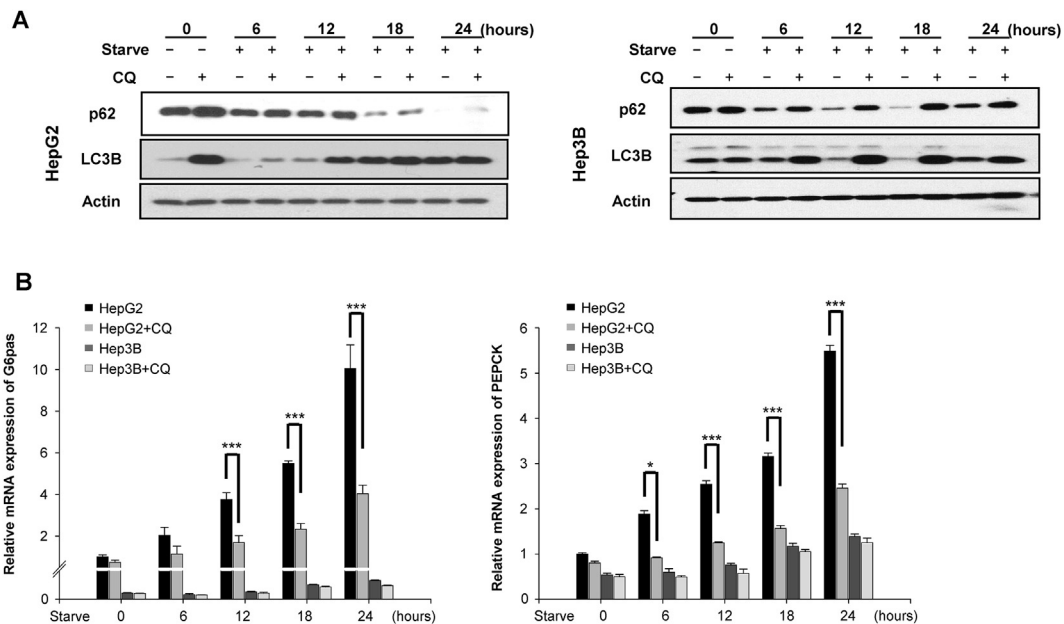 A
0 6 12 18 24 (hours)
Starve – – + + + + + + + +
CQ – + – + – + – + – +
HepG2
p62
LC3B
Actin
0 6 12 18 24 (hours)
Starve – – + + + + + + + +
CQ – + – + – + – + – +
Hep3B
p62
LC3B
Actin
B
HepG2
HepG2+CQ
Hep3B
Hep3B+CQ
Relative mRNA expression of G6pas
12
10
8
6
4
2
0
***
***
***
Starve 0 6 12 18 24 (hours)
HepG2
HepG2+CQ
Hep3B
Hep3B+CQ
Relative mRNA expression of PEPCK
6
5
4
3
2
1
0
*
***
***
***
Starve 0 6 12 18 24 (hours)